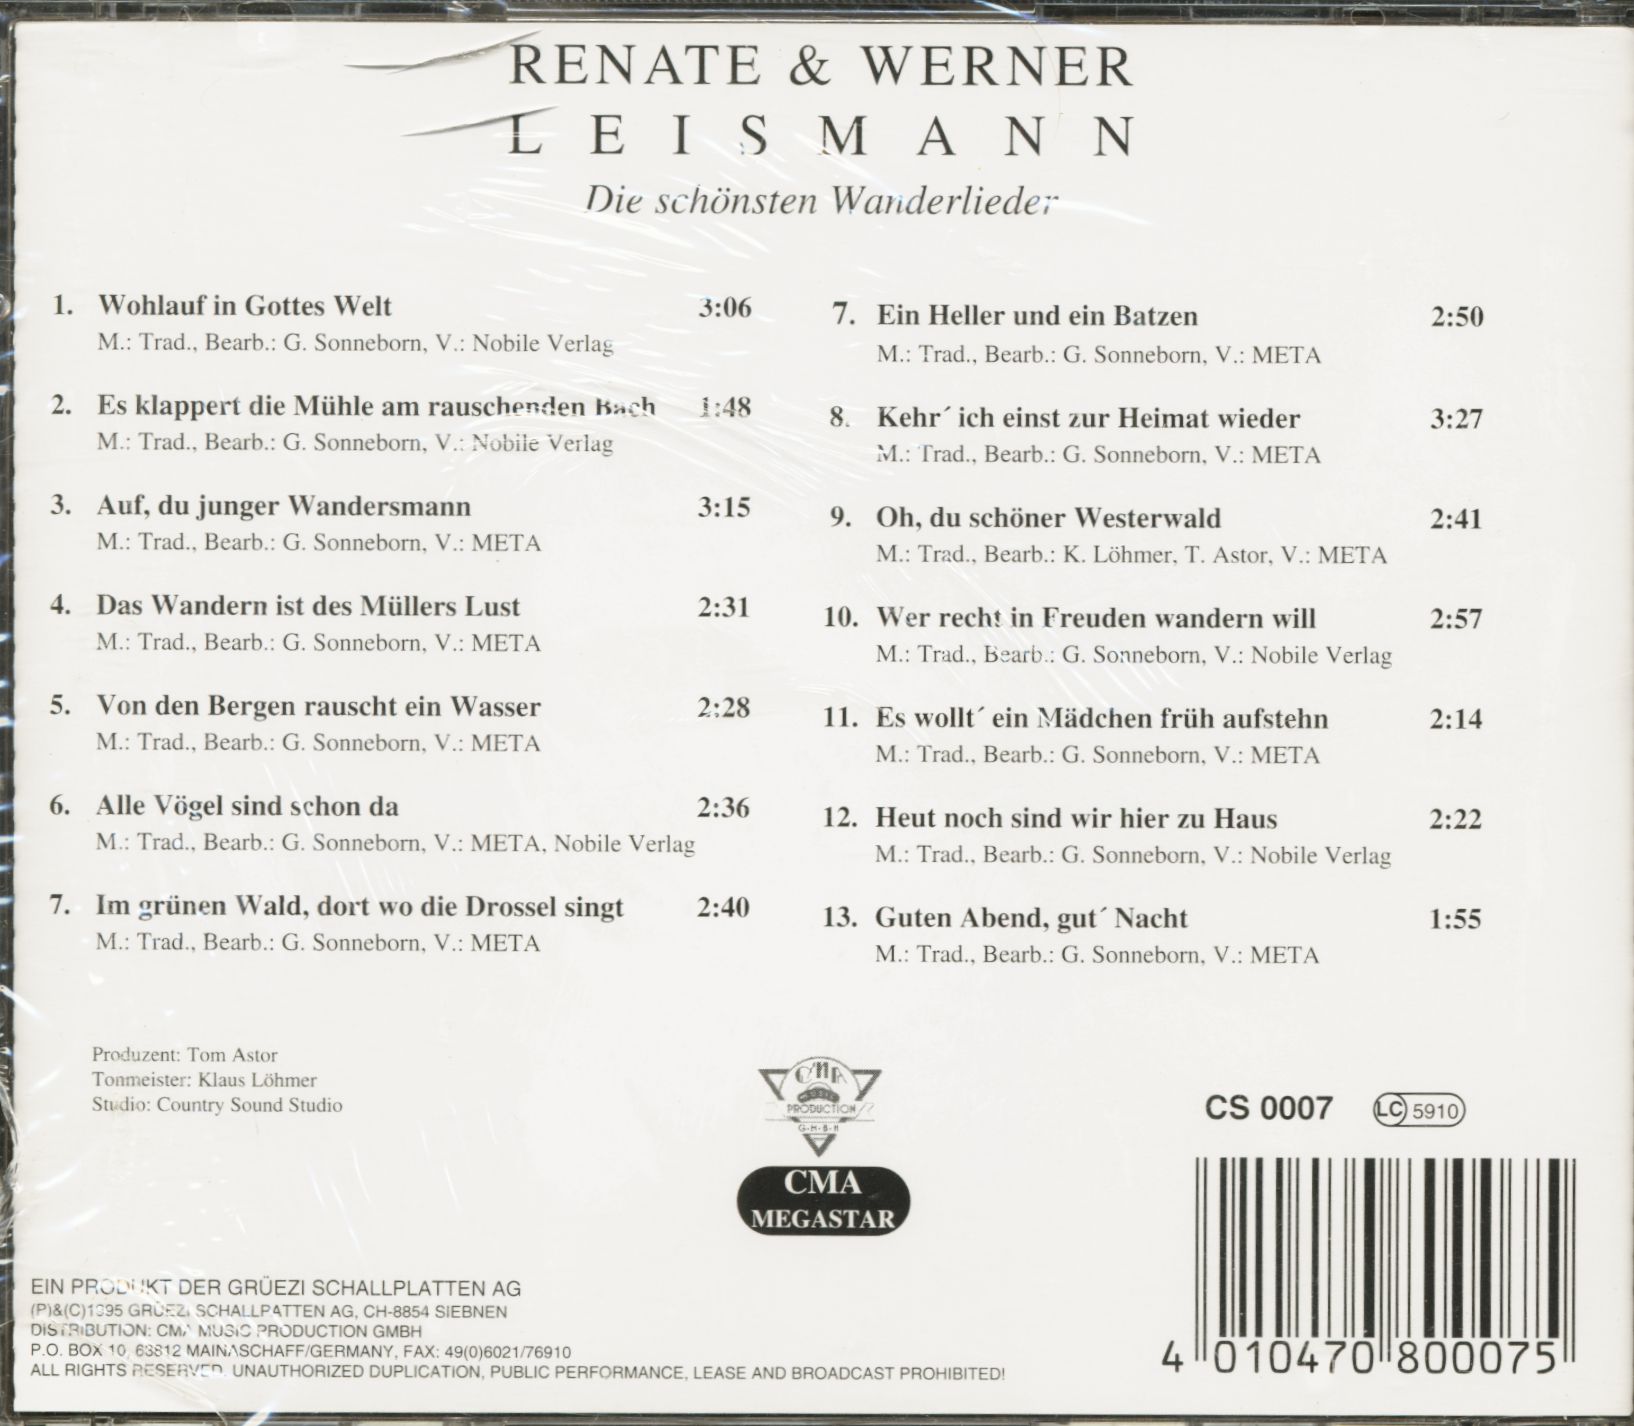 RENATE & WERNER
LEISMANN
Die schönsten Wanderlieder
1. Wohlauf in Gottes Welt 3:06
M.: Trad., Bearb.: G. Sonneborn, V.: Nobile Verlag
2. Es klappert die Mühle am rauschenden Bach 1:48
M.: Trad., Bearb.: G. Sonneborn, V.: Nobile Verlag
3. Auf, du junger Wandersmann 3:15
M.: Trad., Bearb.: G. Sonneborn, V.: META
4. Das Wandern ist des Müllers Lust 2:31
M.: Trad., Bearb.: G. Sonneborn, V.: META
5. Von den Bergen rauscht ein Wasser 2:28
M.: Trad., Bearb.: G. Sonneborn, V.: META
6. Alle Vögel sind schon da 2:36
M.: Trad., Bearb.: G. Sonneborn, V.: META, Nobile Verlag
7. Im grünen Wald, dort wo die Drossel singt 2:40
M.: Trad., Bearb.: G. Sonneborn, V.: META
7. Ein Heller und ein Batzen 2:50
M.: Trad., Bearb.: G. Sonneborn, V.: META
8. Kehr´ ich einst zur Heimat wieder 3:27
M.: Trad., Bearb.: G. Sonneborn, V.: META
9. Oh, du schöner Westerwald 2:41
M.: Trad., Bearb.: K. Löhmer, T. Astor, V.: META
10. Wer recht in Freuden wandern will 2:57
M.: Trad., Bearb.: G. Sonneborn, V.: Nobile Verlag
11. Es wollt´ ein Mädchen früh aufstehn 2:14
M.: Trad., Bearb.: G. Sonneborn, V.: META
12. Heut noch sind wir hier zu Haus 2:22
M.: Trad., Bearb.: G. Sonneborn, V.: Nobile Verlag
13. Guten Abend, gut´ Nacht 1:55
M.: Trad., Bearb.: G. Sonneborn, V.: META
Produzent: Tom Astor
Tonmeister: Klaus Löhmer
Studio: Country Sound Studio
CMA
MUSIC
PRODUCTION
G·M·B·H
CMA
MEGASTAR
CS 0007 LC 5910
4 010470 800075
EIN PRODUKT DER GRÜEZI SCHALLPLATTEN AG
(P)&(C)1995 GRÜEZI SCHALLPATTEN AG, CH-8854 SIEBNEN
DISTRIBUTION: CMA MUSIC PRODUCTION GMBH
P.O. BOX 10, 63812 MAINASCHAFF/GERMANY, FAX: 49(0)6021/76910
ALL RIGHTS RESERVED. UNAUTHORIZED DUPLICATION, PUBLIC PERFORMANCE, LEASE AND BROADCAST PROHIBITED!